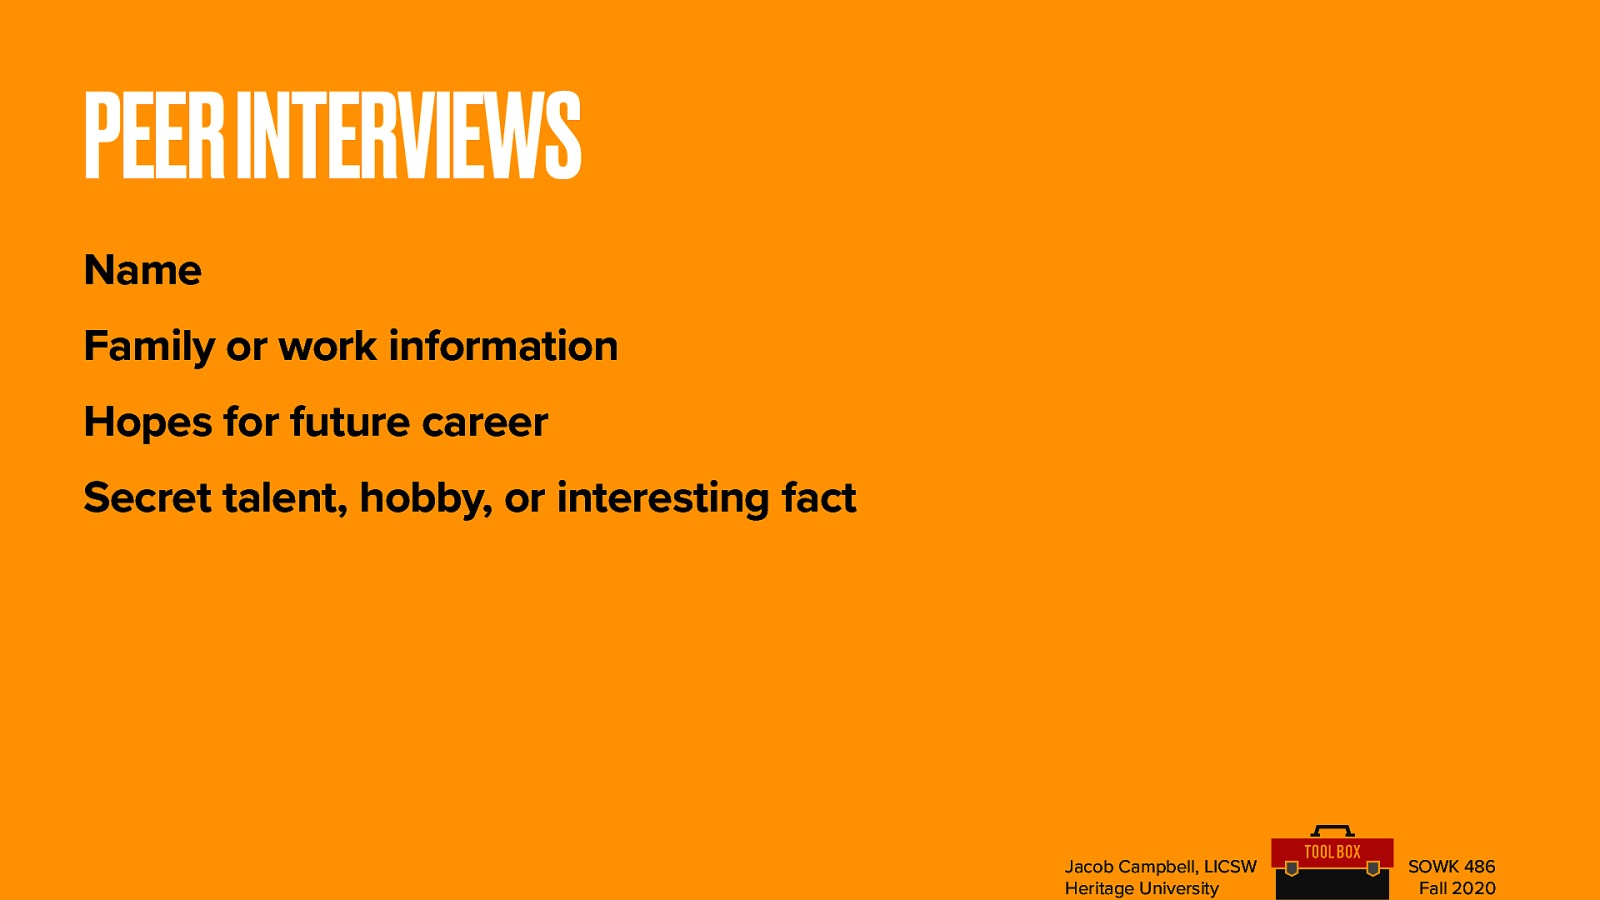 PEER INTERVIEWS
Name
Family or work information
Hopes for future career
Secret talent, hobby, or interesting fact
Jacob Campbell, LICSW
Heritage University
TOOL BOX
SOWK 486
Fall 2020